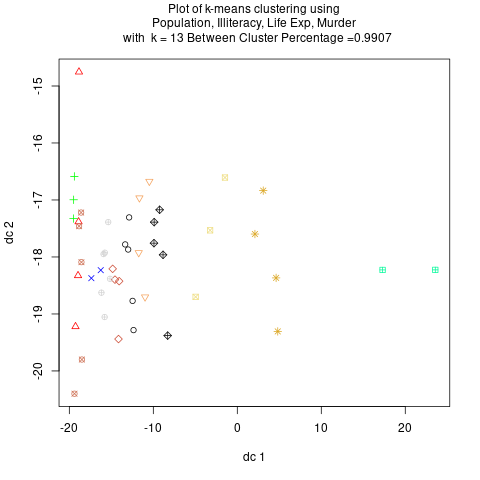 Plot of k-means clustering using
Population, Illiteracy, Life Exp, Murder
with  k = 13 Between Cluster Percentage =0.9907
-15
-16
-17
-18
-19
-20
dc 2
-20
-10
0
10
20
dc 1